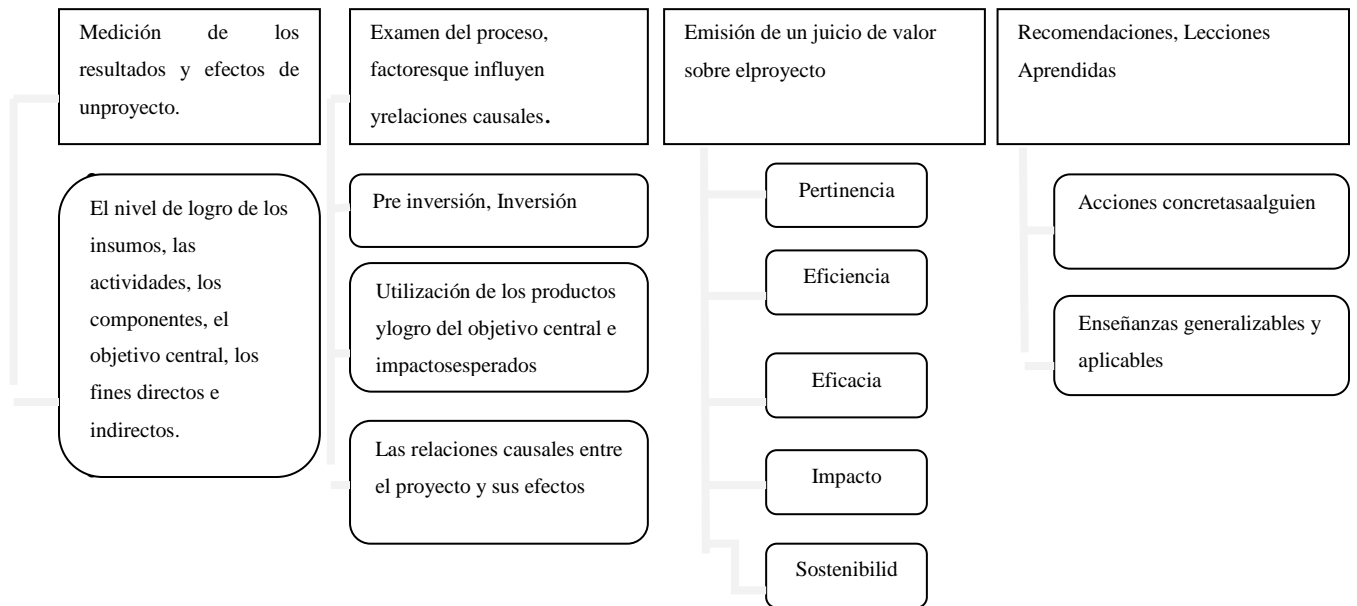 Medición de los
resultados y efectos de
unproyecto.
El nivel de logro de los
insumos, las
actividades, los
componentes, el
objetivo central, los
fines directos e
indirectos.
Examen del proceso,
factoresque influyen
yrelaciones causales.
Pre inversión, Inversión
Utilización de los productos
ylogro del objetivo central e
impactosesperados
Las relaciones causales entre
el proyecto y sus efectos
Emisión de un juicio de valor
sobre elproyecto
Pertinencia
Eficiencia
Eficacia
Impacto
Sostenibilid
Recomendaciones, Lecciones
Aprendidas
Acciones concretasaalguien
Enseñanzas generalizables y
aplicables